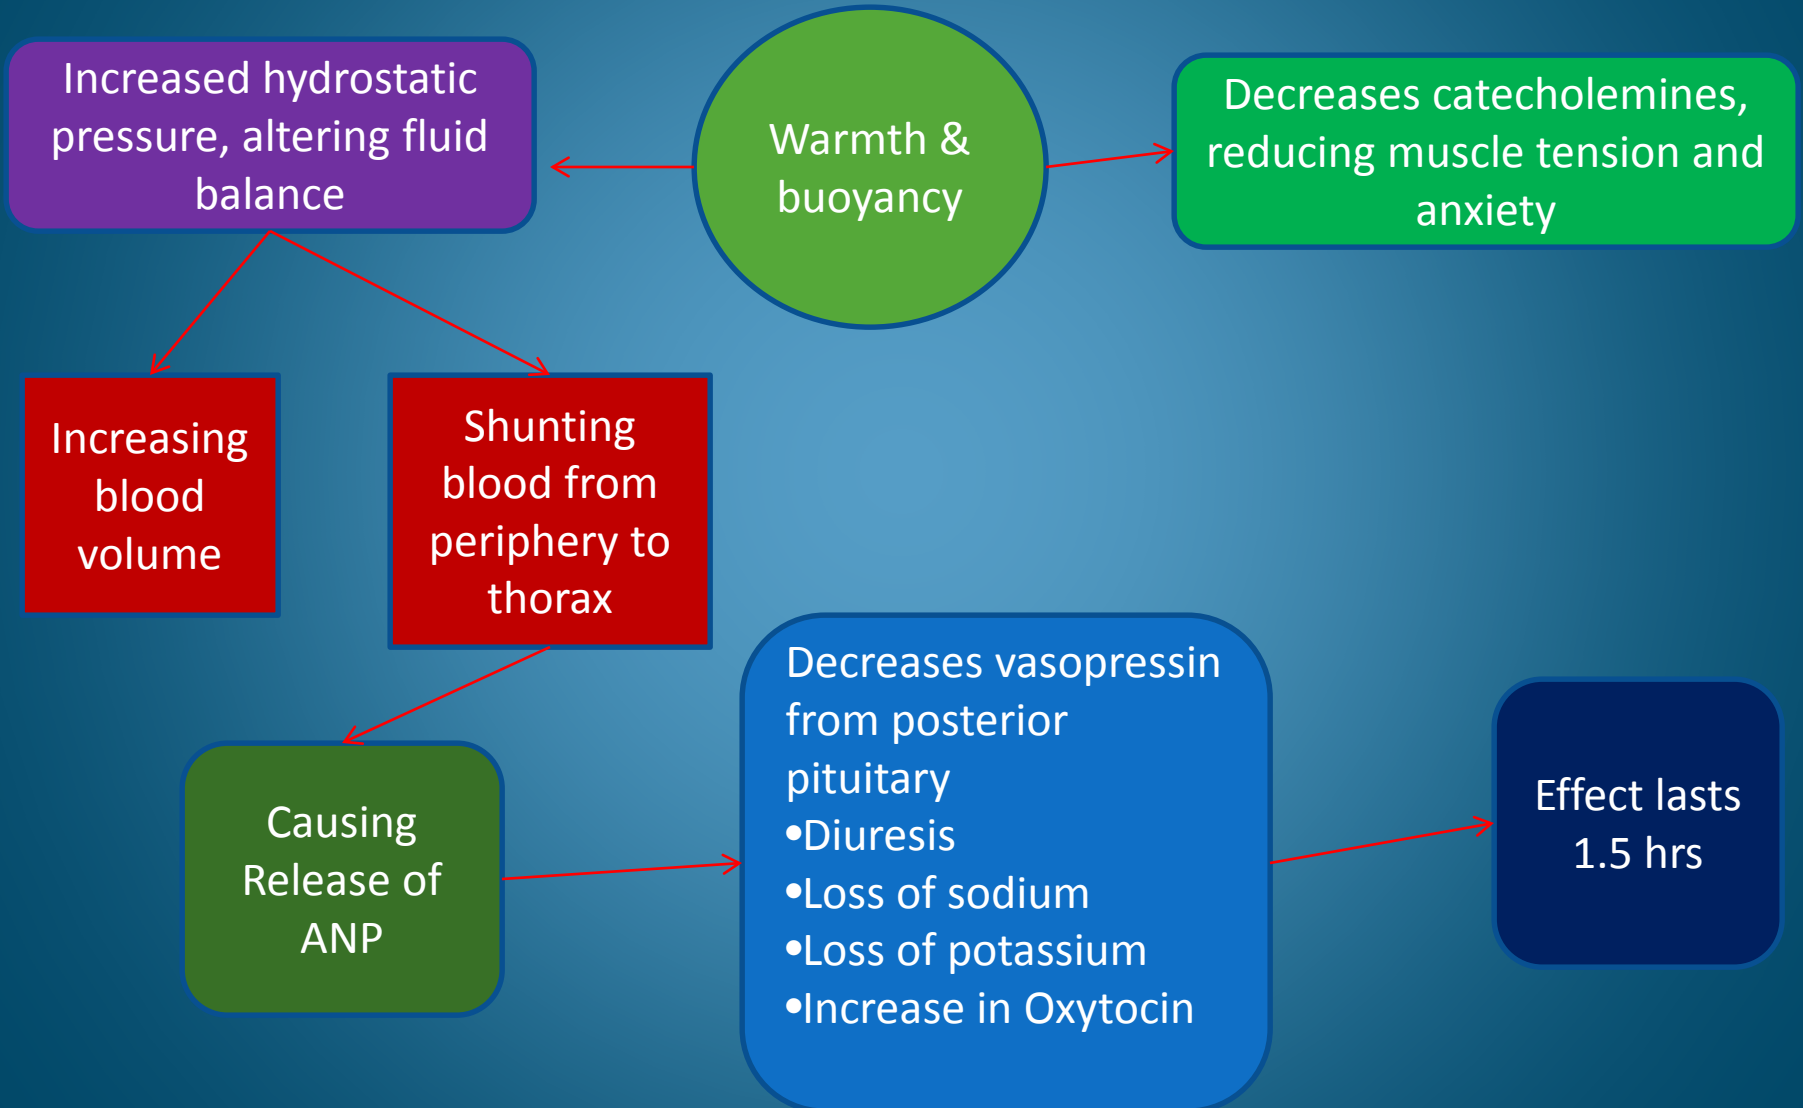 Increased hydrostatic
pressure, altering fluid
balance
Warmth &
buoyancy
Decreases catecholemines,
reducing muscle tension and
anxiety
Increasing
blood
volume
Shunting
blood from
periphery to
thorax
Causing
Release of
ANP
Decreases vasopressin
from posterior
pituitary
•Diuresis
•Loss of sodium
•Loss of potassium
•Increase in Oxytocin
Effect lasts
1.5 hrs